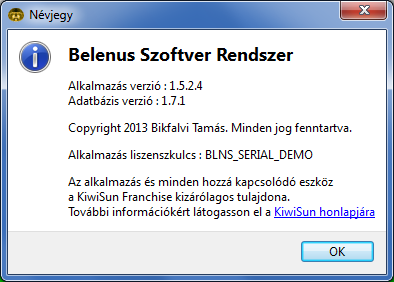 Névjegy
Belenus Szoftver Rendszer
Alkalmazás verzió : 1.5.2.4
Adatbázis verzió : 1.7.1
Copyright 2013 Bikfalvi Tamás. Minden jog fenntartva.
Alkalmazás liszenszkulcs : BLNS_SERIAL_DEMO
Az alkalmazás és minden hozzá kapcsolódó eszköz
a KiwiSun Franchise kizárólagos tulajdona.
További információkért látogasson el a KiwiSun honlapjára
OK